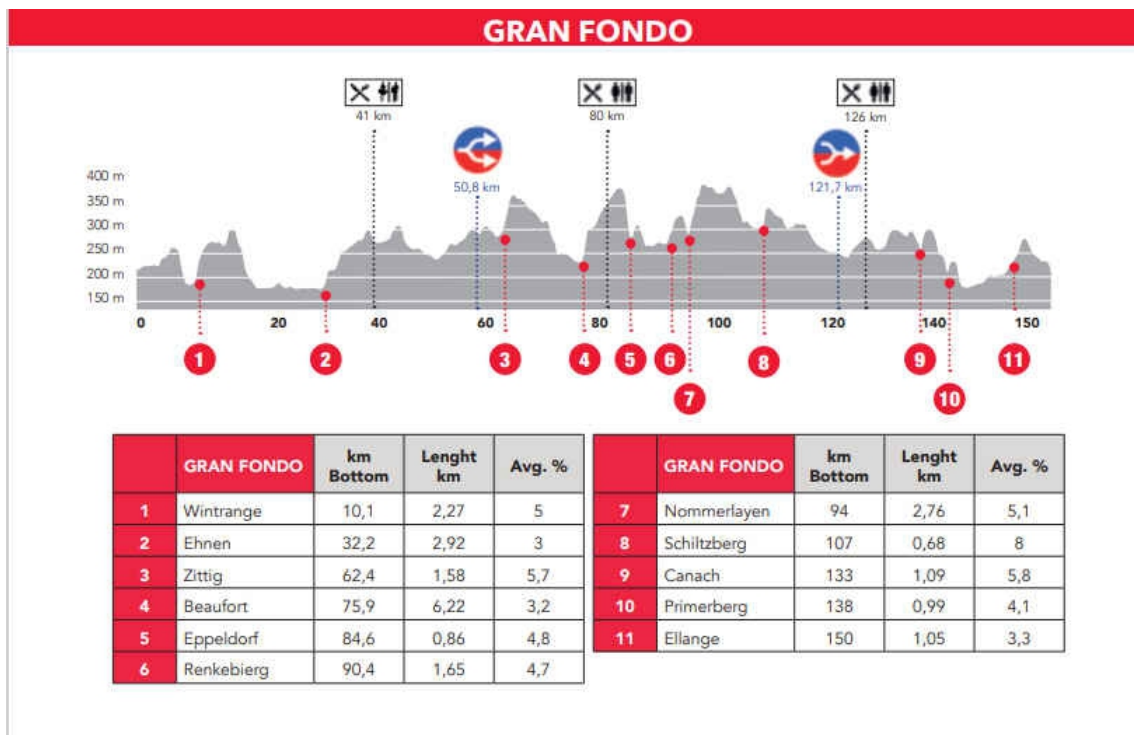 GRAN FONDO
41 km
80 km
126 km
50,8 km
121,7 km
400 m
350 m
300 m
250 m
200 m
150 m
0 20 40 60 80 100 120 140 150
1 2 3 4 5 6 8 9 11
7 10
GRAN FONDO km Bottom Lenght km Avg. %
1 Wintrange 10,1 2,27 5
2 Ehnen 32,2 2,92 3
3 Zittig 62,4 1,58 5,7
4 Beaufort 75,9 6,22 3,2
5 Eppeldorf 84,6 0,86 4,8
6 Renkebierg 90,4 1,65 4,7
GRAN FONDO km Bottom Lenght km Avg. %
7 Nommerlayen 94 2,76 5,1
8 Schiltzberg 107 0,68 8
9 Canach 133 1,09 5,8
10 Primerberg 138 0,99 4,1
11 Ellange 150 1,05 3,3